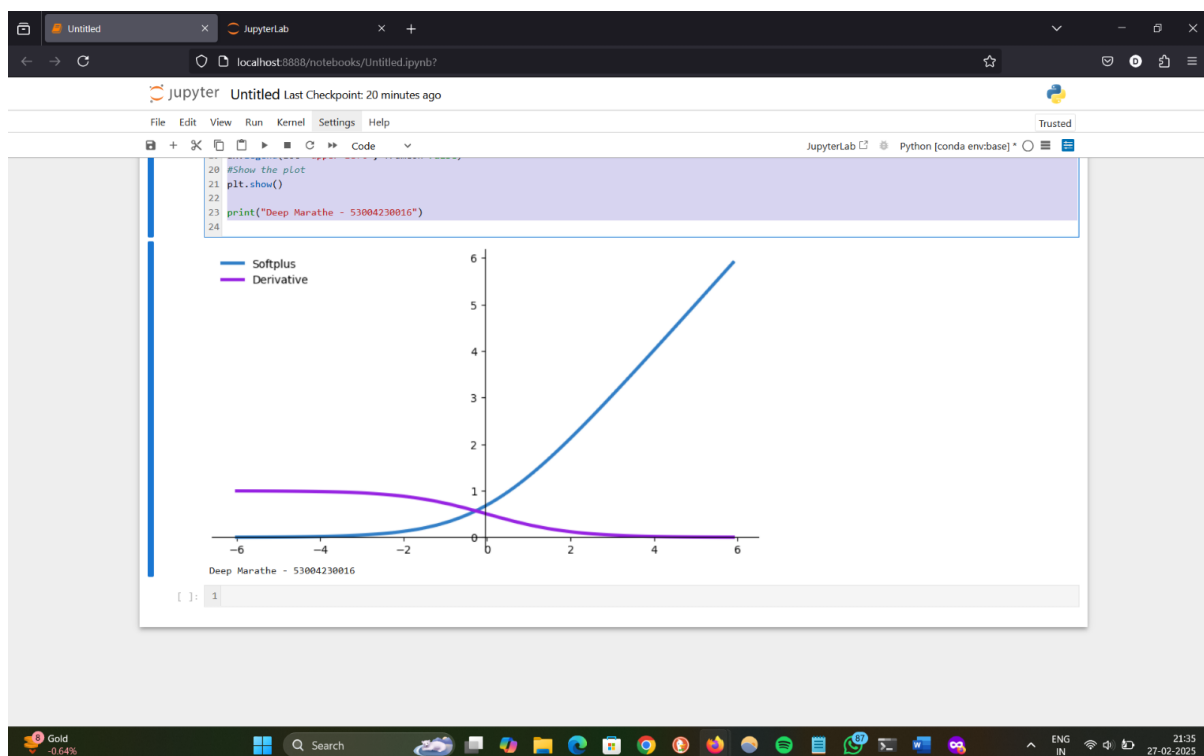 Untitled
JupyterLab
localhost:8888/notebooks/Untitled.ipynb?
D
jupyter Untitled Last Checkpoint: 20 minutes ago
File Edit View Run Kernel Settings Help
Trusted
Code
JupyterLab
Python [conda env:base] *
20 #Show the plot
21 plt.show()
22
23 print("Deep Marathe - 53004230016")
24
Softplus
Derivative
6
5
4
3
2
1
0
−6 −4 −2 0 2 4 6
Deep Marathe - 53004230016
[ ]: 1
8
Gold
-0.64%
Search
87
ENG
IN
21:35
27-02-2025